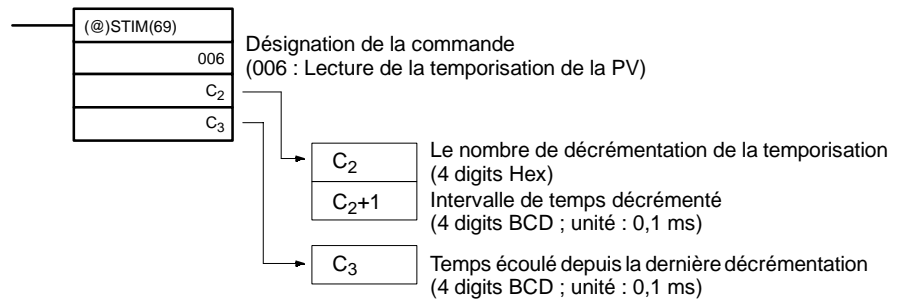 (@)STIM(69)
006
C2
C3
Désignation de la commande
(006 : Lecture de la temporisation de la PV)
C2
Le nombre de décrémentation de la temporisation
(4 digits Hex)
C2+1
Intervalle de temps décrémenté
(4 digits BCD ; unité : 0,1 ms)
C3
Temps écoulé depuis la dernière décrémentation
(4 digits BCD ; unité : 0,1 ms)